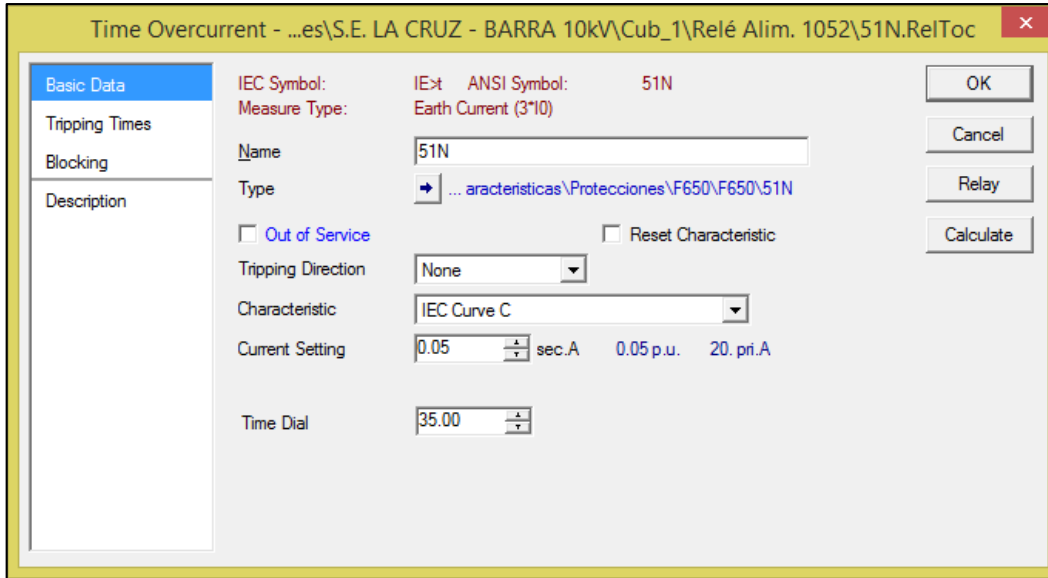 Time Overcurrent - ...es\S.E. LA CRUZ - BARRA 10kV\Cub_1\Relé Alim. 1052\51N.RelToc
Basic Data
Tripping Times
Blocking
Description
IEC Symbol: IE>t ANSI Symbol: 51N
Measure Type: Earth Current (3*I0)
Name 51N
Type ... aracteristicas\Protecciones\F650\F650\51N
Out of Service Reset Characteristic
Tripping Direction None
Characteristic IEC Curve C
Current Setting 0.05 sec.A 0.05 p.u. 20. pri.A
Time Dial 35.00
OK
Cancel
Relay
Calculate